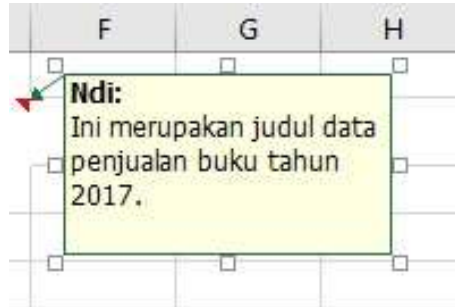 F G H
Ndi:
Ini merupakan judul data
penjualan buku tahun
2017.